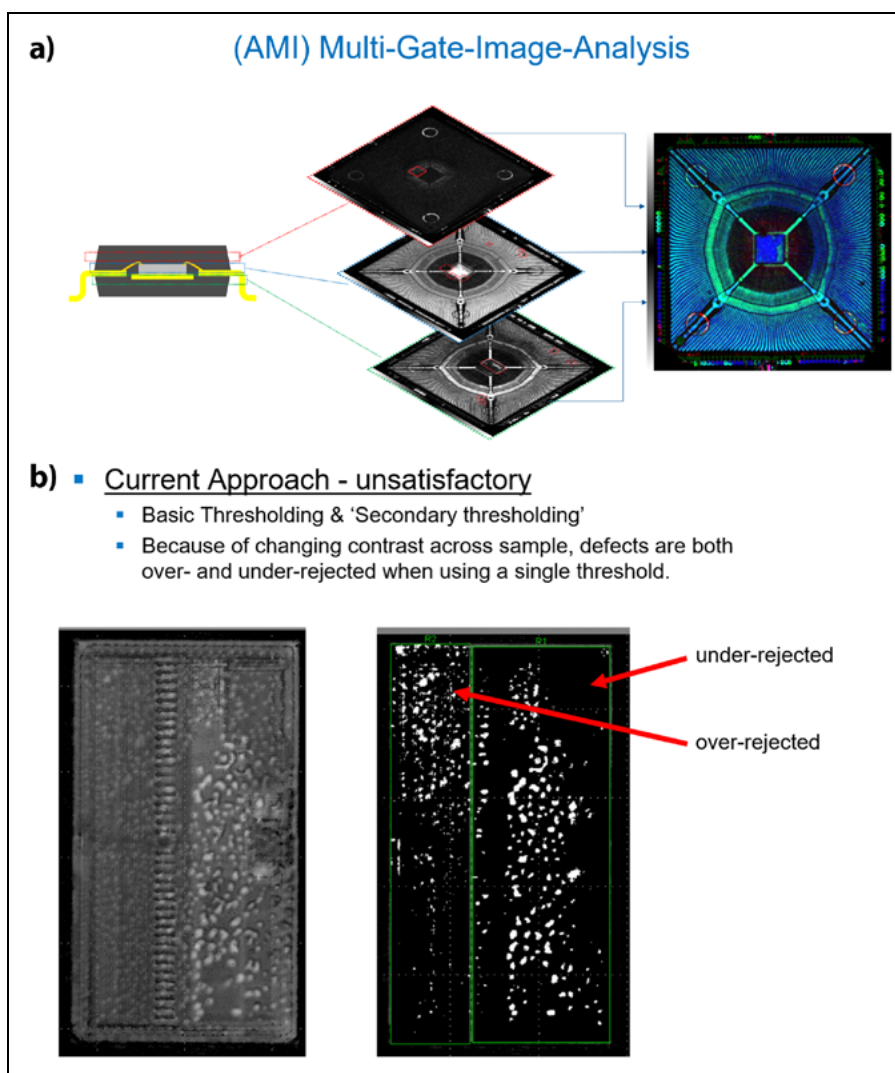 a)
(AMI) Multi-Gate-Image-Analysis
b)
▪ Current Approach - unsatisfactory
▪ Basic Thresholding & 'Secondary thresholding'
▪ Because of changing contrast across sample, defects are both
over- and under-rejected when using a single threshold.
R2
R1
under-rejected
over-rejected